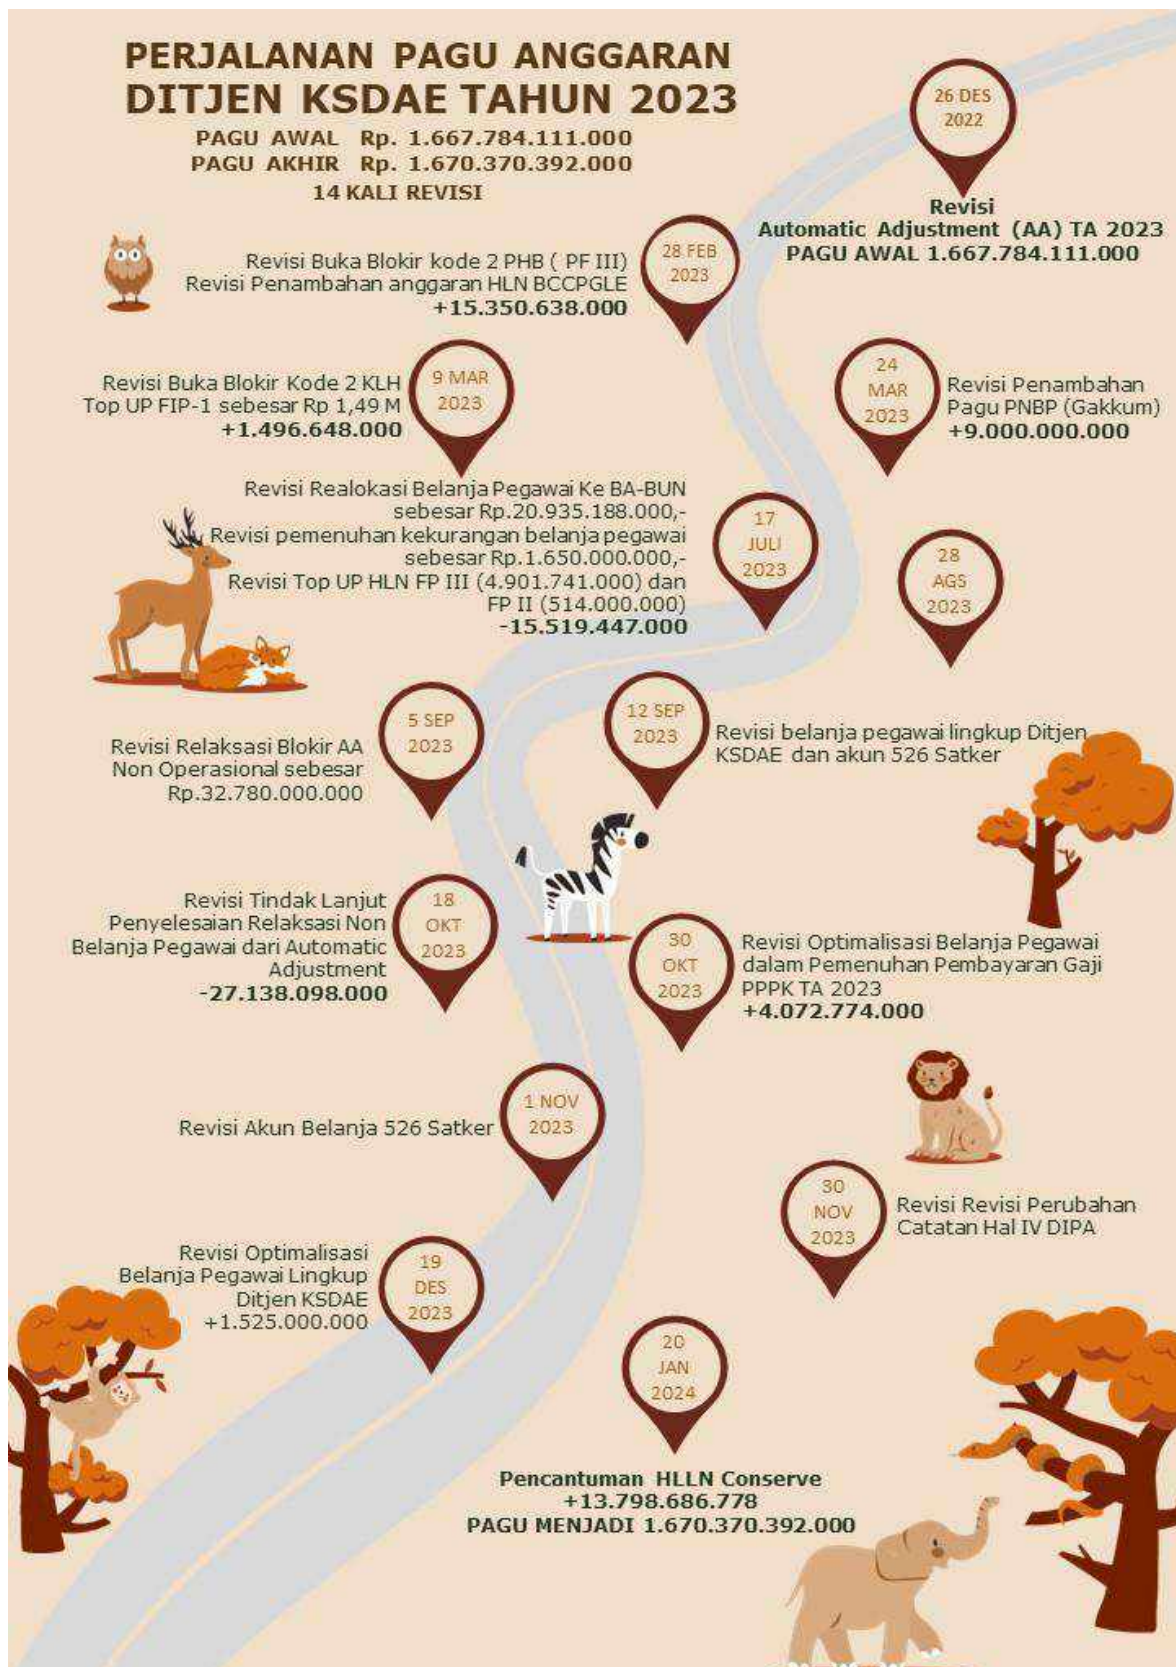 PERJALANAN PAGU ANGGARAN
DITJEN KSDAE TAHUN 2023
PAGU AWAL Rp. 1.667.784.111.000
PAGU AKHIR Rp. 1.670.370.392.000
14 KALI REVISI
26 DES
2022
Revisi
Automatic Adjustment (AA) TA 2023
PAGU AWAL 1.667.784.111.000
28 FEB
2023
Revisi Buka Blokir kode 2 PHB ( PF III)
Revisi Penambahan anggaran HLN BCCPGLE
+15.350.638.000
9 MAR
2023
Revisi Buka Blokir Kode 2 KLH
Top UP FIP-1 sebesar Rp 1,49 M
+1.496.648.000
24
MAR
2023
Revisi Penambahan
Pagu PNBP (Gakkum)
+9.000.000.000
17
JULI
2023
Revisi Realokasi Belanja Pegawai Ke BA-BUN
sebesar Rp.20.935.188.000,-
Revisi pemenuhan kekurangan belanja pegawai
sebesar Rp.1.650.000.000,-
Revisi Top UP HLN FP III (4.901.741.000) dan
FP II (514.000.000)
-15.519.447.000
28
AGS
2023
5 SEP
2023
Revisi Relaksasi Blokir AA
Non Operasional sebesar
Rp.32.780.000.000
12 SEP
2023
Revisi belanja pegawai lingkup Ditjen
KSDAE dan akun 526 Satker
18
OKT
2023
Revisi Tindak Lanjut
Penyelesaian Relaksasi Non
Belanja Pegawai dari Automatic
Adjustment
-27.138.098.000
30
OKT
2023
Revisi Optimalisasi Belanja Pegawai
dalam Pemenuhan Pembayaran Gaji
PPPK TA 2023
+4.072.774.000
1 NOV
2023
Revisi Akun Belanja 526 Satker
30
NOV
2023
Revisi Revisi Perubahan
Catatan Hal IV DIPA
19
DES
2023
Revisi Optimalisasi
Belanja Pegawai Lingkup
Ditjen KSDAE
+1.525.000.000
20
JAN
2024
Pencantuman HLLN Conserve
+13.798.686.778
PAGU MENJADI 1.670.370.392.000